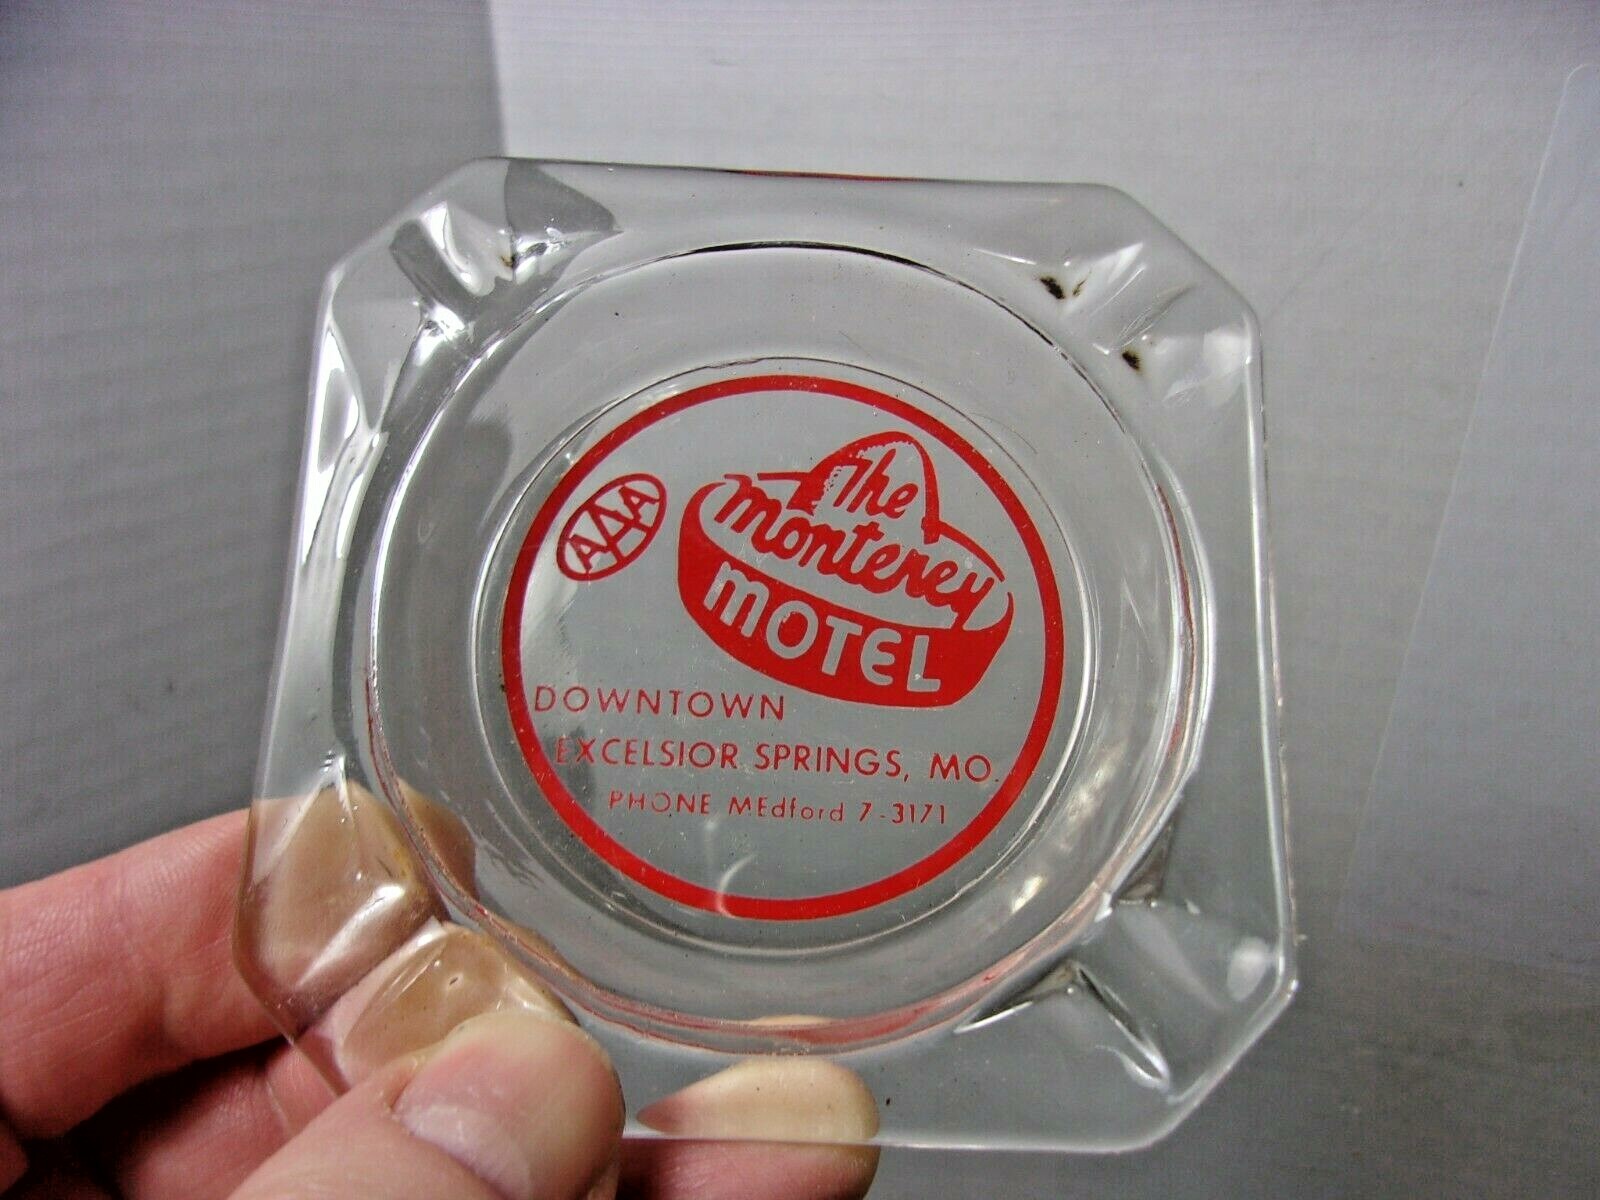 AAA
The
Monterey
MOTEL
DOWNTOWN
EXCELSIOR SPRINGS, MO.
PHONE MEdford 7-3171